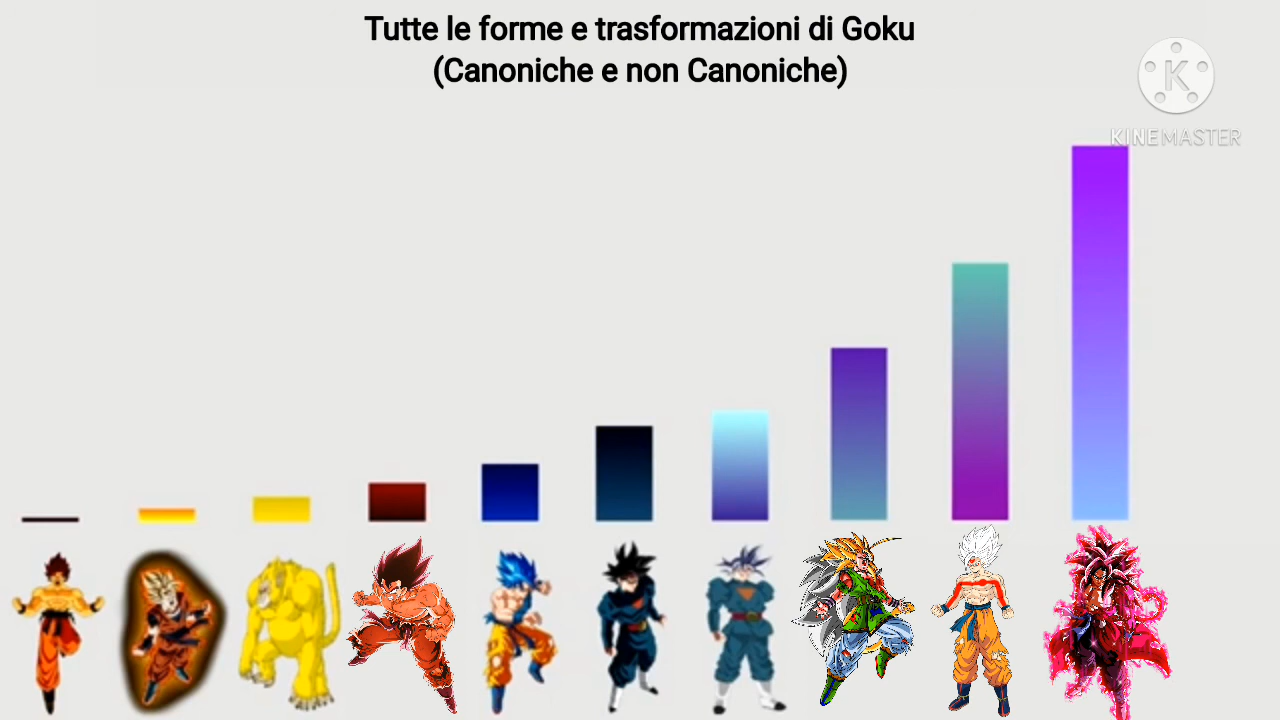 Tutte le forme e trasformazioni di Goku
(Canoniche e non Canoniche)
K
KINEMASTER